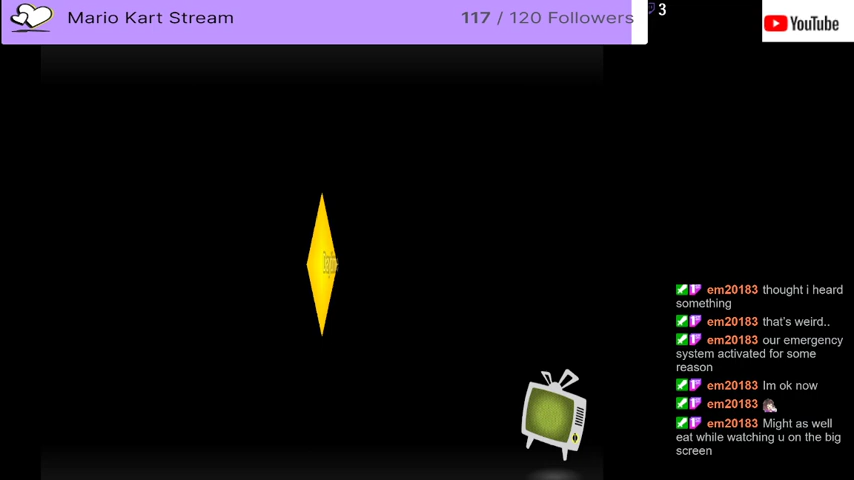 Mario Kart Stream
117 / 120 Followers
3
YouTube
em20183 thought i heard
something
em20183 that's weird..
em20183 our emergency
system activated for some
reason
em20183 Im ok now
em20183
em20183 Might as well
eat while watching u on the big
screen